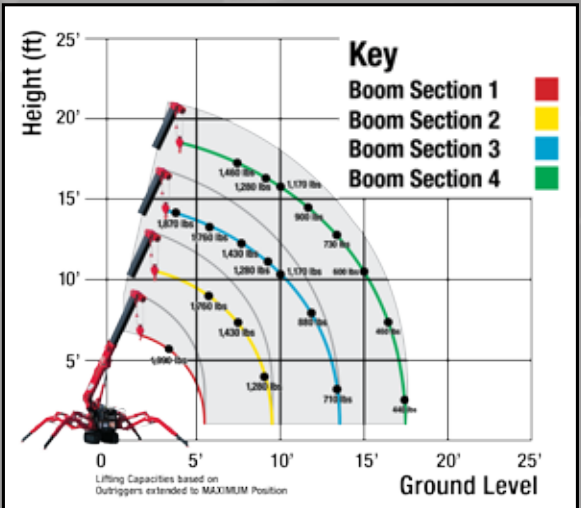 Height (ft)
25'
20'
15'
10'
5'
Key
Boom Section 1
Boom Section 2
Boom Section 3
Boom Section 4
1,460 lbs
1,280 lbs
1,170 lbs
900 lbs
730 lbs
600 lbs
460 lbs
440 lbs
1,870 lbs
1,760 lbs
1,430 lbs
1,280 lbs
1,170 lbs
880 lbs
710 lbs
1,760 lbs
1,430 lbs
1,280 lbs
1,990 lbs
0
5'
10'
15'
20'
25'
Lifting Capacities based on
Outriggers extended to MAXIMUM Position
Ground Level